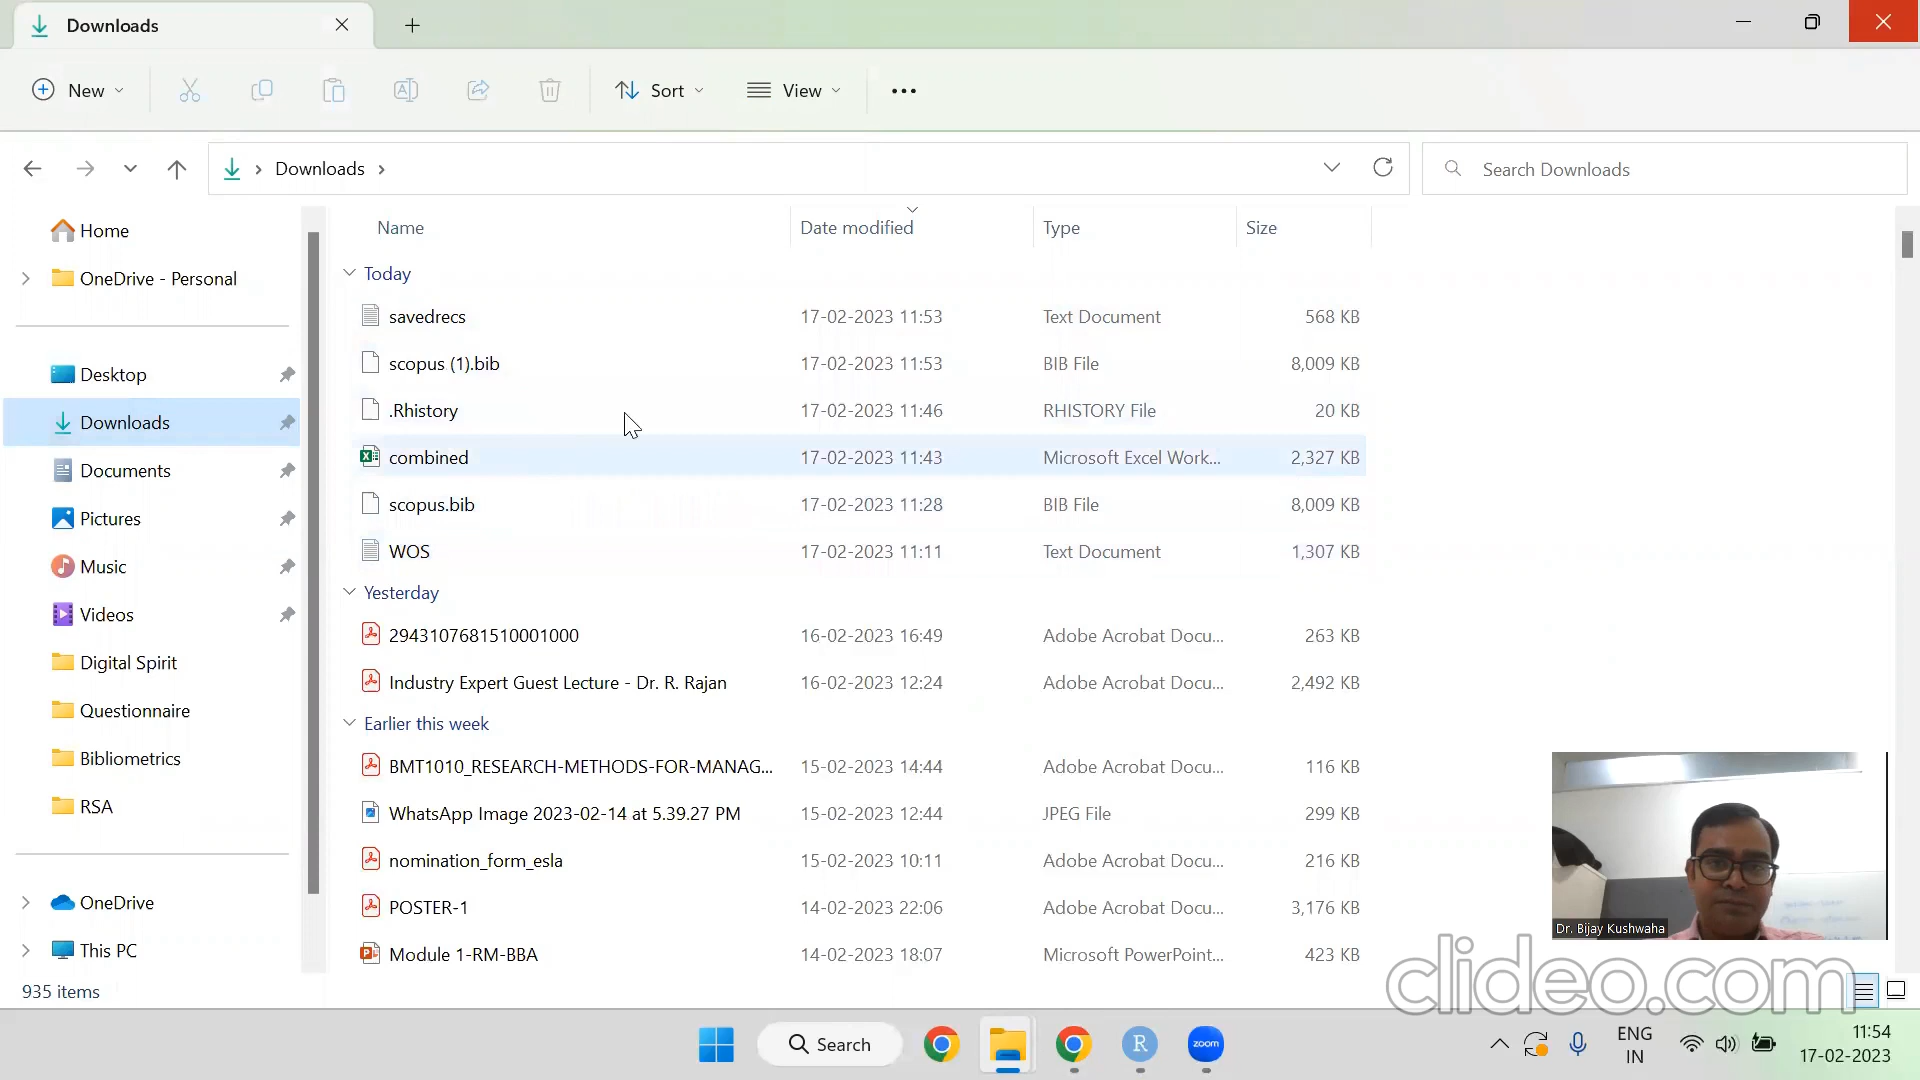 Downloads
New
Sort
View
Downloads
Search Downloads
Home
OneDrive - Personal
Desktop
Downloads
Documents
Pictures
Music
Videos
Digital Spirit
Questionnaire
Bibliometrics
RSA
OneDrive
This PC
935 items
Name Date modified Type Size
Today
savedrecs 17-02-2023 11:53 Text Document 568 KB
scopus (1).bib 17-02-2023 11:53 BIB File 8,009 KB
.Rhistory 17-02-2023 11:46 RHISTORY File 20 KB
combined 17-02-2023 11:43 Microsoft Excel Work... 2,327 KB
scopus.bib 17-02-2023 11:28 BIB File 8,009 KB
WOS 17-02-2023 11:11 Text Document 1,307 KB
Yesterday
2943107681510001000 16-02-2023 16:49 Adobe Acrobat Docu... 263 KB
Industry Expert Guest Lecture - Dr. R. Rajan 16-02-2023 12:24 Adobe Acrobat Docu... 2,492 KB
Earlier this week
BMT1010_RESEARCH-METHODS-FOR-MANAG... 15-02-2023 14:44 Adobe Acrobat Docu... 116 KB
WhatsApp Image 2023-02-14 at 5.39.27 PM 15-02-2023 12:44 JPEG File 299 KB
nomination_form_esla 15-02-2023 10:11 Adobe Acrobat Docu... 216 KB
POSTER-1 14-02-2023 22:06 Adobe Acrobat Docu... 3,176 KB
Module 1-RM-BBA 14-02-2023 18:07 Microsoft PowerPoint... 423 KB
Dr. Bijay Kushwaha
clideo.com
Search
R
zoom
ENG
IN
11:54
17-02-2023